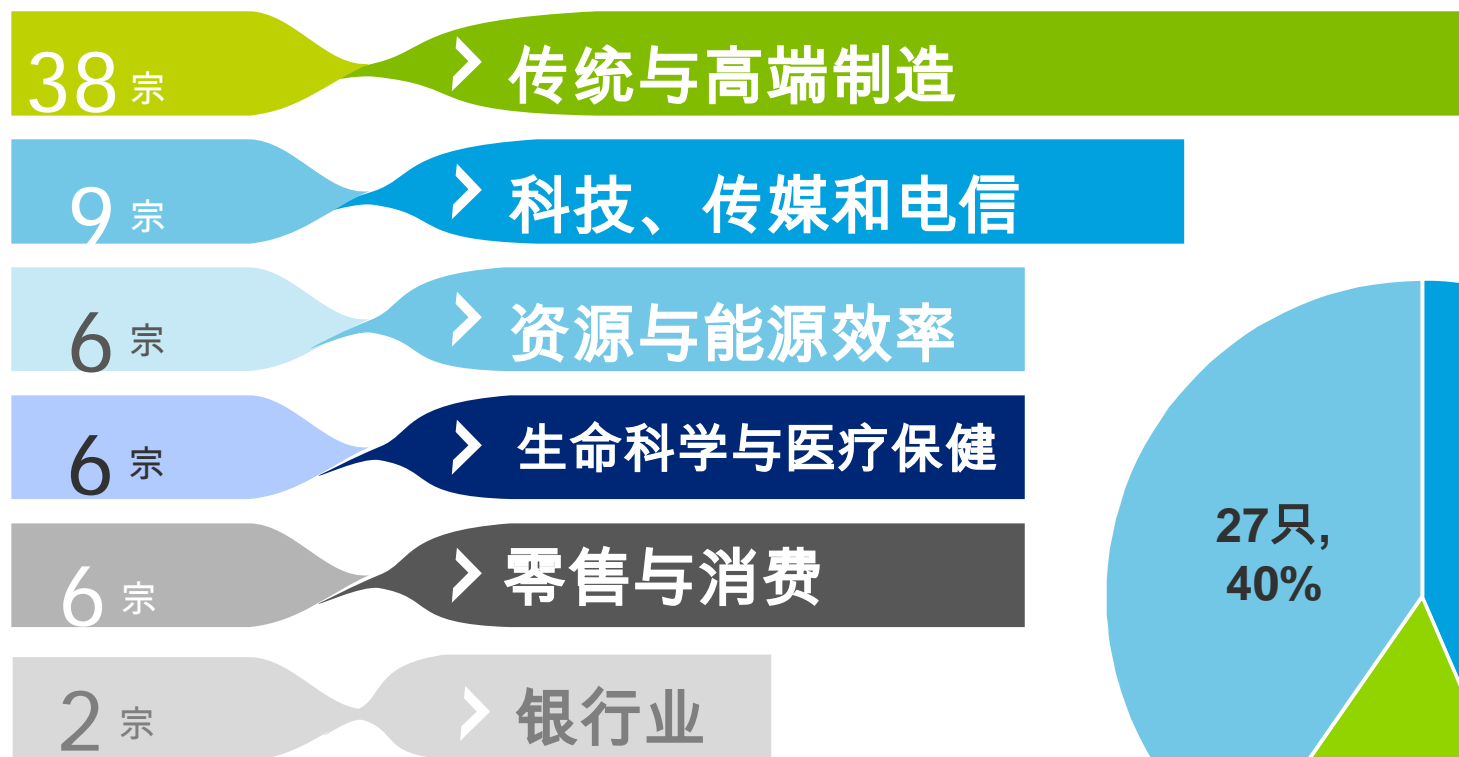 38 宗 传统与高端制造
9 宗 科技、传媒和电信
6 宗 资源与能源效率
6 宗 生命科学与医疗保健
6 宗 零售与消费
2 宗 银行业
27只,
40%